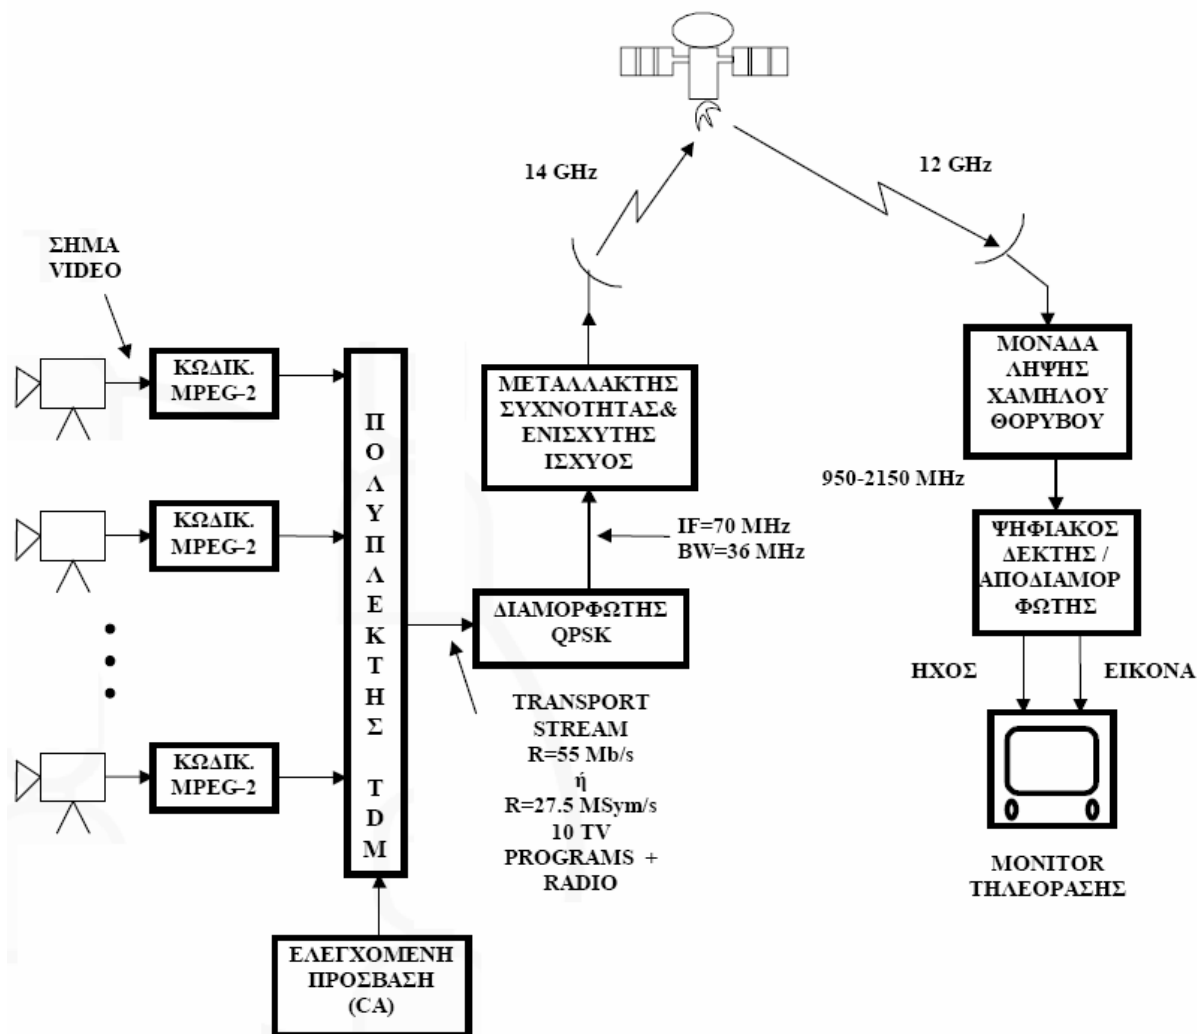 14 GHz
12 GHz
ΣΗΜΑ
VIDEO
ΚΩΔΙΚ.
MPEG-2
ΚΩΔΙΚ.
MPEG-2
ΚΩΔΙΚ.
MPEG-2
ΠΟΛΥΠΛΕΚΤΗΣ TDM
ΕΛΕΓΧΟΜΕΝΗ
ΠΡΟΣΒΑΣΗ
(CA)
ΜΕΤΑΛΛΑΚΤΗΣ
ΣΥΧΝΟΤΗΤΑΣ&
ΕΝΙΣΧΥΤΗΣ
ΙΣΧΥΟΣ
IF=70 MHz
BW=36 MHz
ΔΙΑΜΟΡΦΩΤΗΣ
QPSK
TRANSPORT
STREAM
R=55 Mb/s
ή
R=27.5 MSym/s
10 TV
PROGRAMS +
RADIO
ΜΟΝΑΔΑ
ΛΗΨΗΣ
ΧΑΜΗΛΟΥ
ΘΟΡΥΒΟΥ
950-2150 MHz
ΨΗΦΙΑΚΟΣ
ΔΕΚΤΗΣ /
ΑΠΟΔΙΑΜΟΡ
ΦΩΤΗΣ
ΗΧΟΣ
ΕΙΚΟΝΑ
MONITOR
ΤΗΛΕΟΡΑΣΗΣ